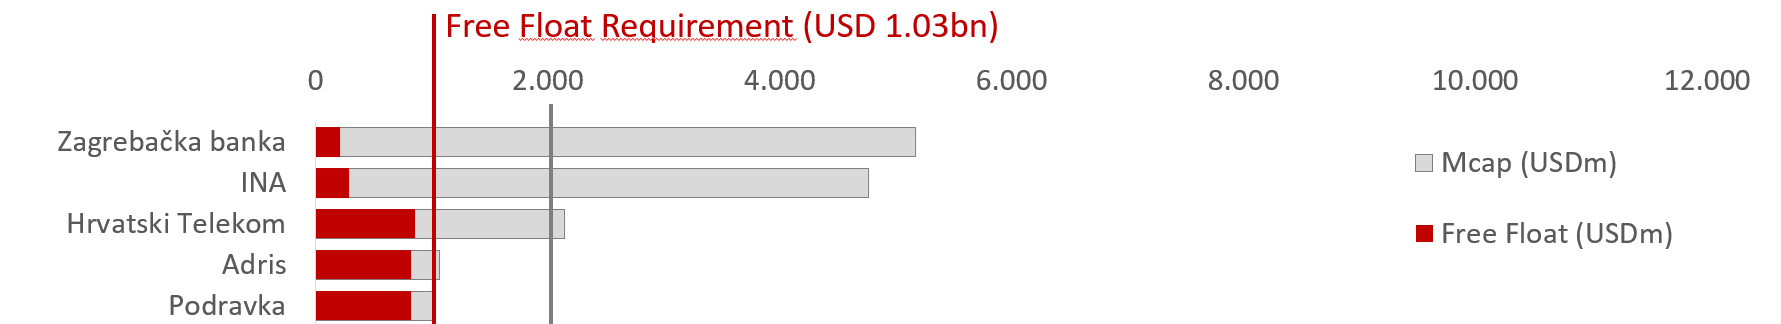 Free Float Requirement (USD 1.03bn)
0 2.000 4.000 6.000 8.000 10.000 12.000
Zagrebačka banka
INA
Hrvatski Telekom
Adris
Podravka
Mcap (USDm)
Free Float (USDm)